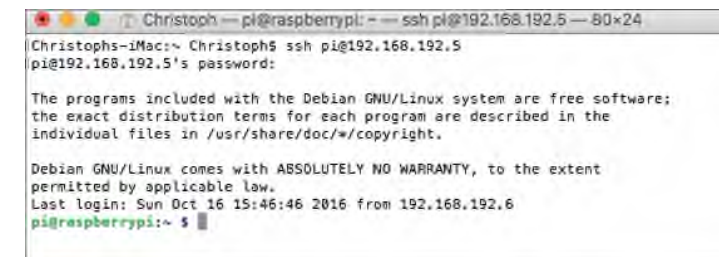 Christoph — pi@raspberrypi: ~ — ssh pi@192.168.192.5 — 80×24
Christophs-iMac:~ Christoph$ ssh pi@192.168.192.5
pi@192.168.192.5's password:
The programs included with the Debian GNU/Linux system are free software;
the exact distribution terms for each program are described in the
individual files in /usr/share/doc/*/copyright.
Debian GNU/Linux comes with ABSOLUTELY NO WARRANTY, to the extent
permitted by applicable law.
Last login: Sun Oct 16 15:46:46 2016 from 192.168.192.6
pi@raspberrypi:~ $